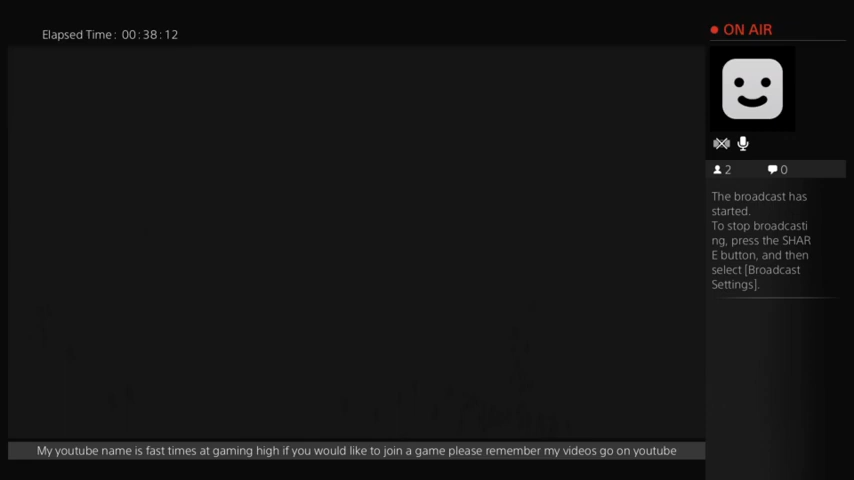 Elapsed Time: 00:38:12
ON AIR
2 0
The broadcast has
started.
To stop broadcasti
ng, press the SHAR
E button, and then
select [Broadcast
Settings].
My youtube name is fast times at gaming high if you would like to join a game please remember my videos go on youtube